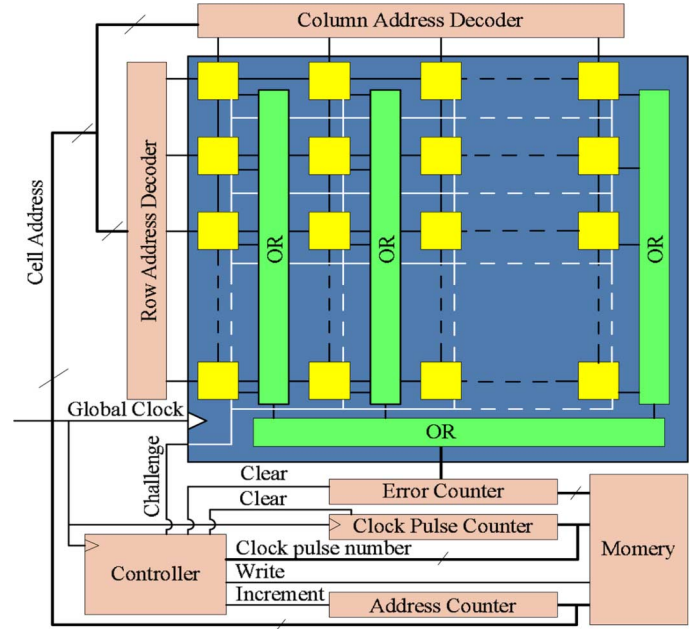 Column Address Decoder
Row Address Decoder
Cell Address
OR
OR
OR
Global Clock
OR
Challenge
Clear
Error Counter
Clear
Clock Pulse Counter
Momery
Clock pulse number
Controller
Write
Increment
Address Counter